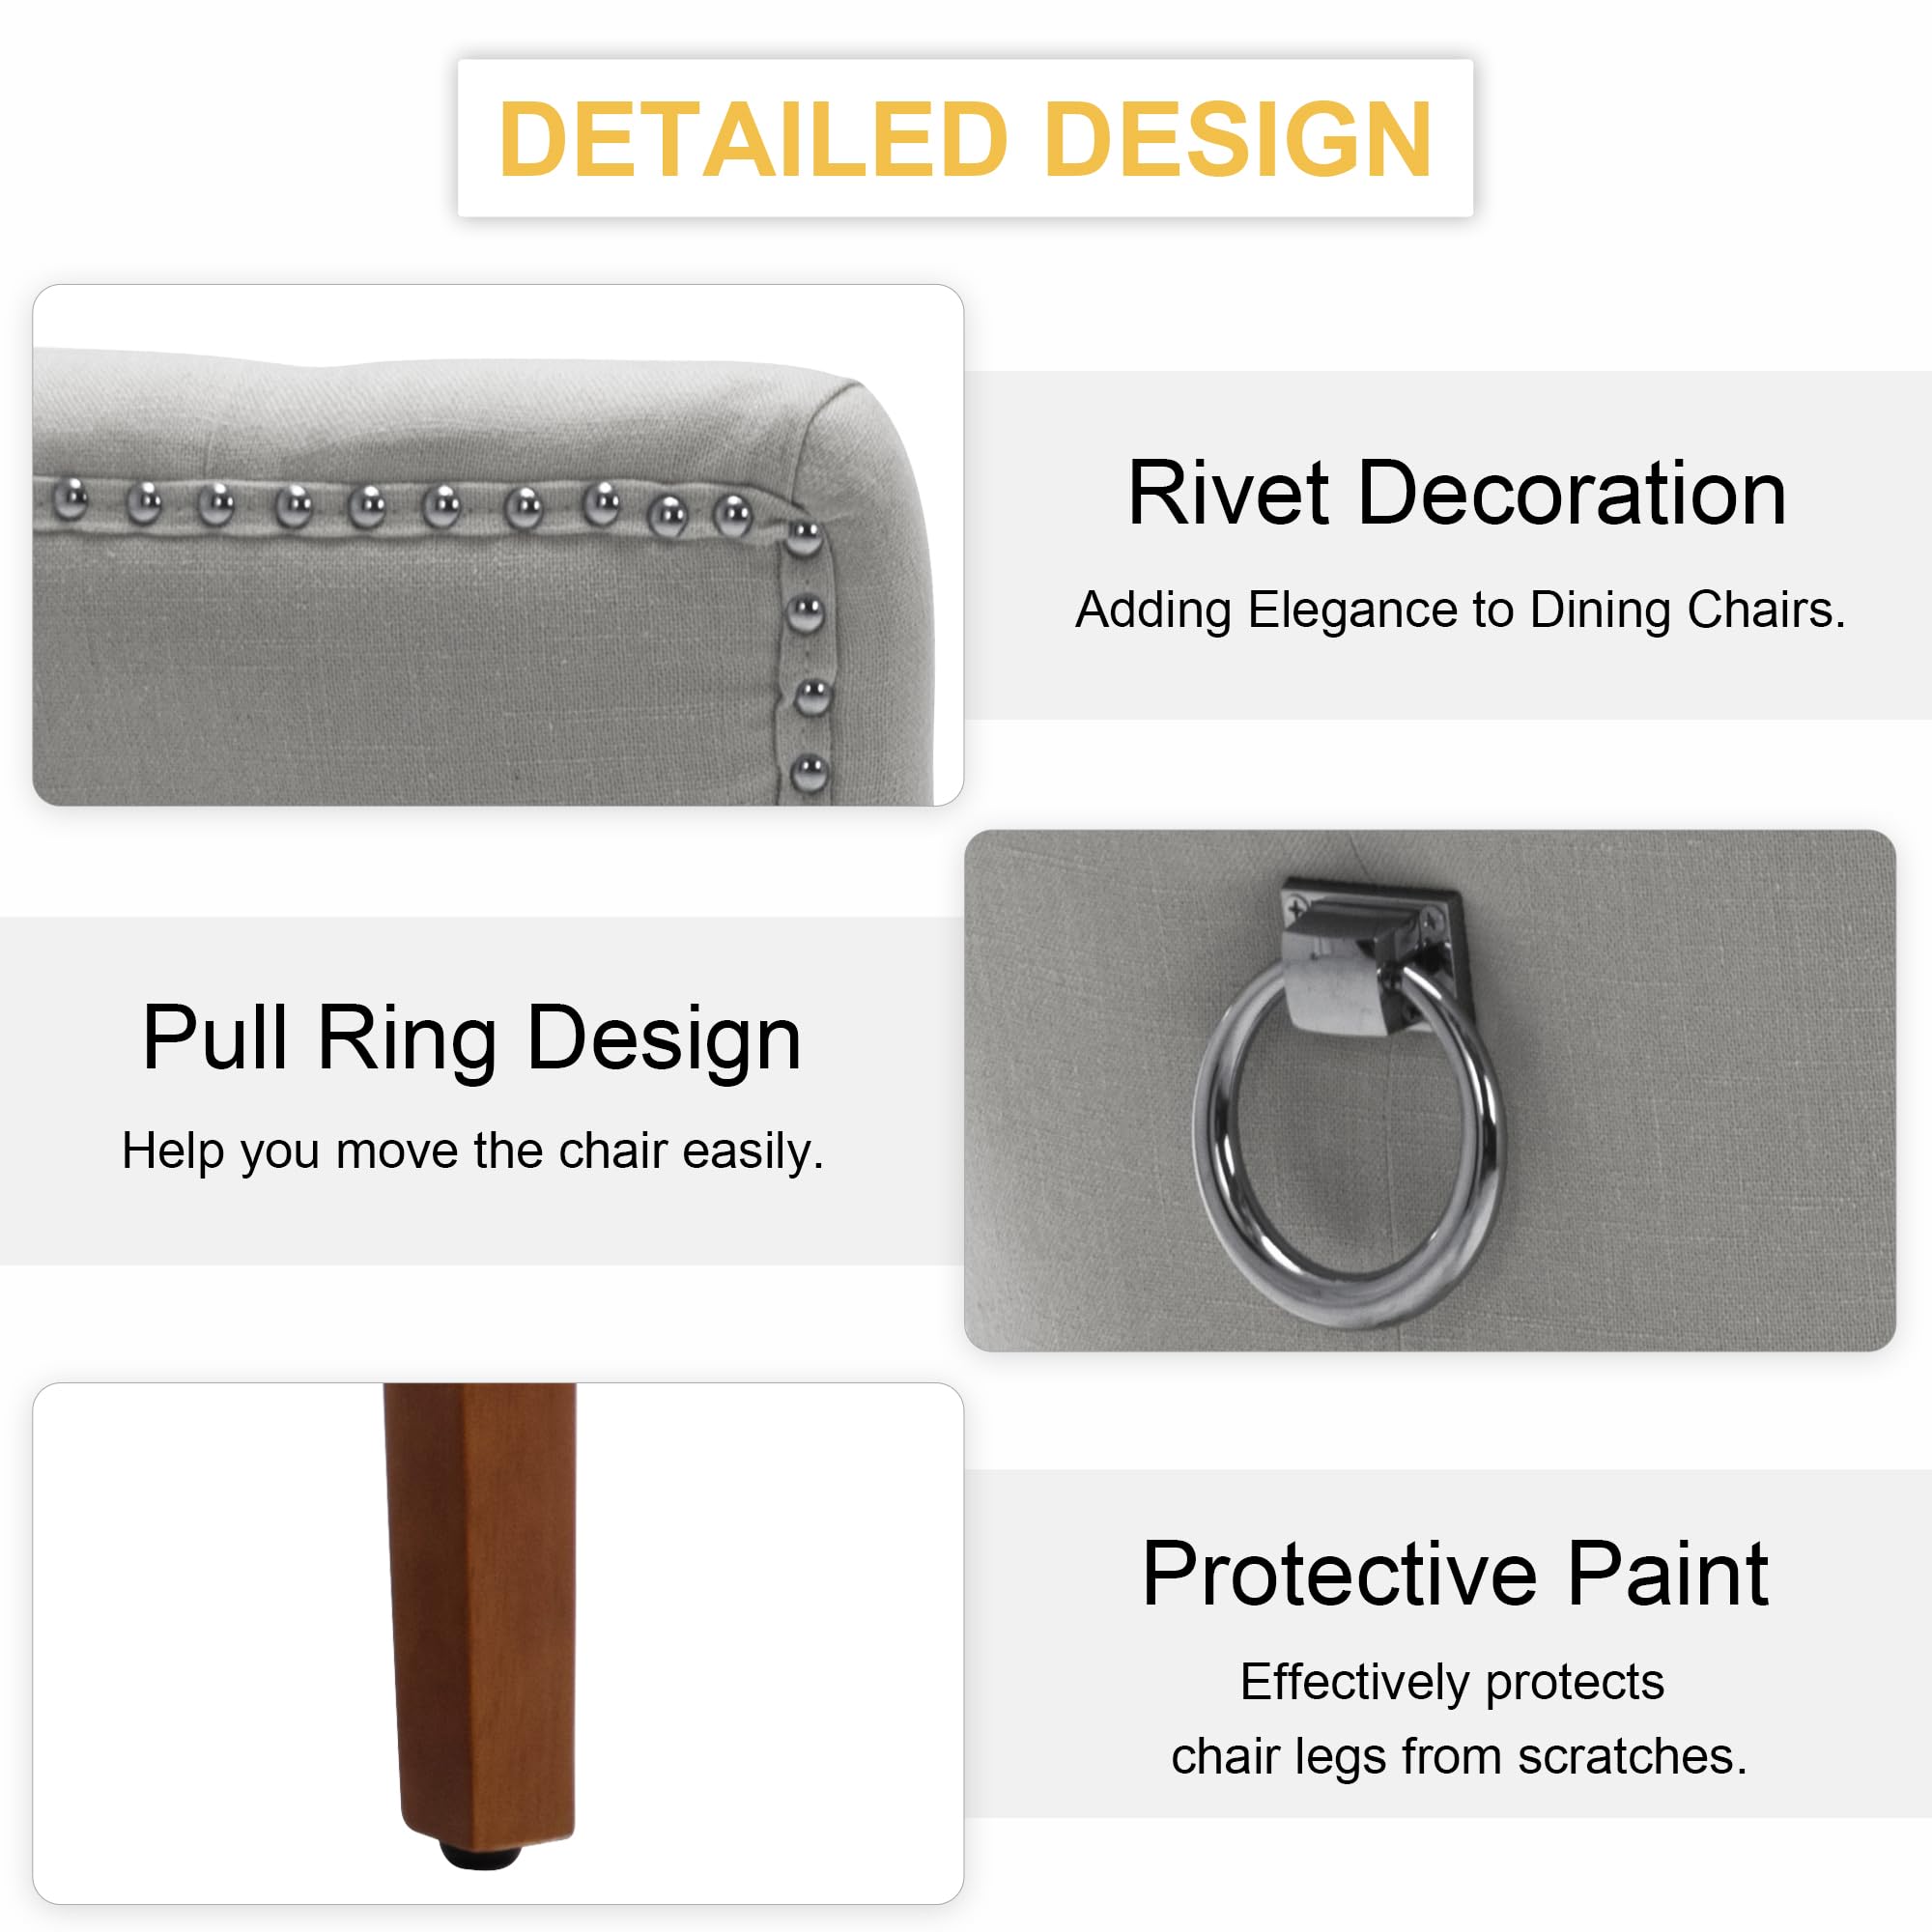 DETAILED DESIGN
Rivet Decoration
Adding Elegance to Dining Chairs.
Pull Ring Design
Help you move the chair easily.
Protective Paint
Effectively protects
chair legs from scratches.